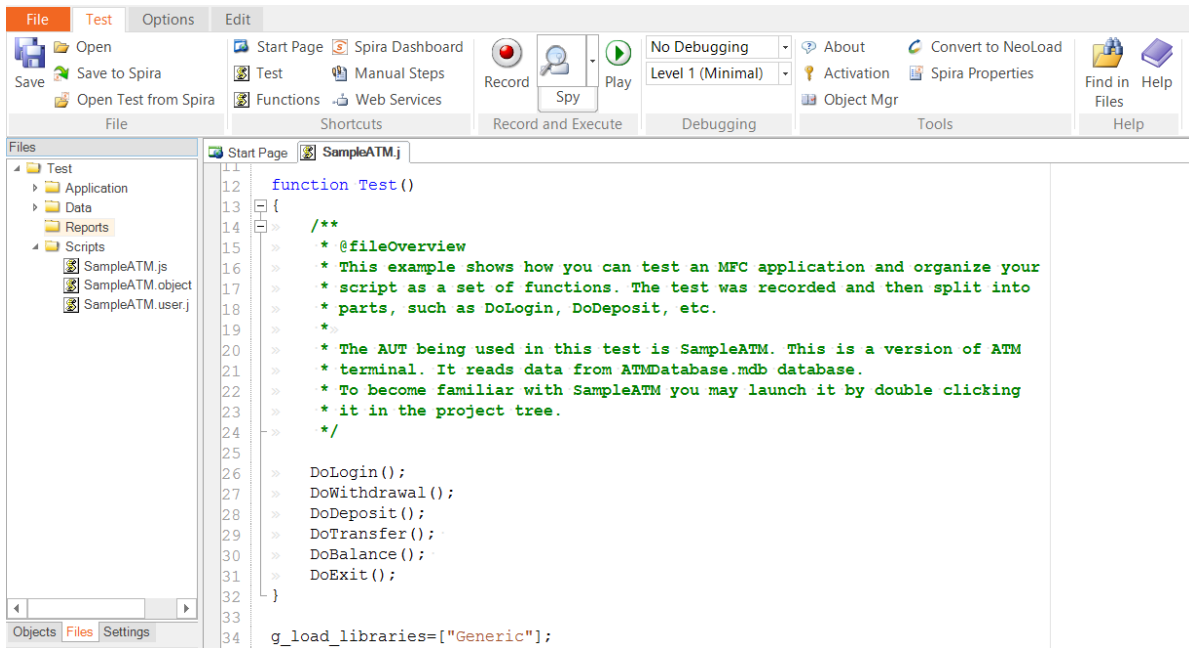 File Test Options Edit
Save
Open
Save to Spira
Open Test from Spira
File
Start Page Spira Dashboard
Test Manual Steps
Functions Web Services
Shortcuts
Record
Spy
Play
Record and Execute
No Debugging
Level 1 (Minimal)
Debugging
About Convert to NeoLoad
Activation Spira Properties
Object Mgr
Tools
Find in Files
Help
Help
Files
Test
Application
Data
Reports
Scripts
SampleATM.js
SampleATM.object
SampleATM.user.j
Objects Files Settings
Start Page SampleATM.j
11
12 function Test()
13 {
14 /**
15 * @fileOverview
16 * This example shows how you can test an MFC application and organize your
17 * script as a set of functions. The test was recorded and then split into
18 * parts, such as DoLogin, DoDeposit, etc.
19 *
20 * The AUT being used in this test is SampleATM. This is a version of ATM
21 * terminal. It reads data from ATMDatabase.mdb database.
22 * To become familiar with SampleATM you may launch it by double clicking
23 * it in the project tree.
24 */
25
26 DoLogin();
27 DoWithdrawal();
28 DoDeposit();
29 DoTransfer();
30 DoBalance();
31 DoExit();
32 }
33
34 g_load_libraries=["Generic"];